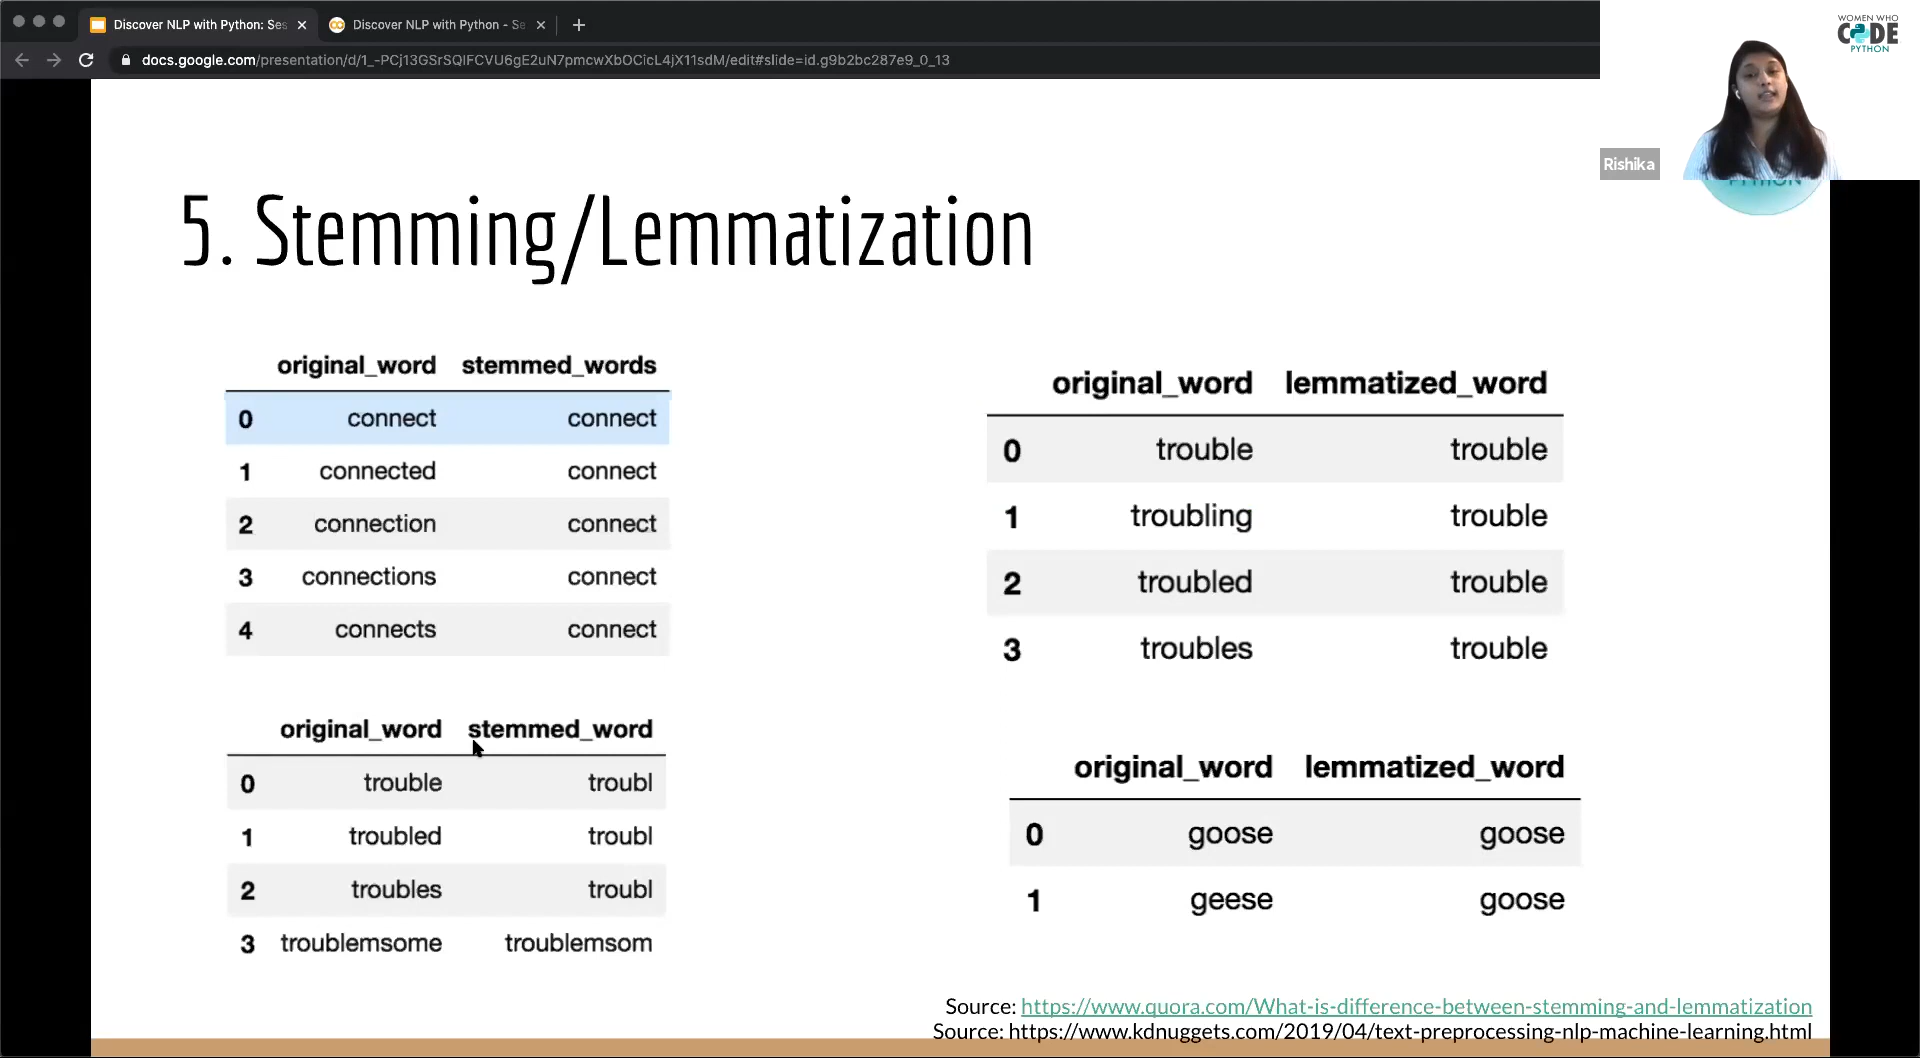 Discover NLP with Python: Ses
Discover NLP with Python - Se
docs.google.com/presentation/d/1_-PCj13GSrSQIFCVU6gE2uN7pmcwXbOCicL4jX11sdM/edit#slide=id.g9b2bc287e9_0_13
WOMEN WHO
CODE
PYTHON
Rishika
PYTHON
5. Stemming/Lemmatization
original_word stemmed_words
0 connect connect
1 connected connect
2 connection connect
3 connections connect
4 connects connect
original_word stemmed_word
0 trouble troubl
1 troubled troubl
2 troubles troubl
3 troublemsome troublemsom
original_word lemmatized_word
0 trouble trouble
1 troubling trouble
2 troubled trouble
3 troubles trouble
original_word lemmatized_word
0 goose goose
1 geese goose
Source: https://www.quora.com/What-is-difference-between-stemming-and-lemmatization
Source: https://www.kdnuggets.com/2019/04/text-preprocessing-nlp-machine-learning.html